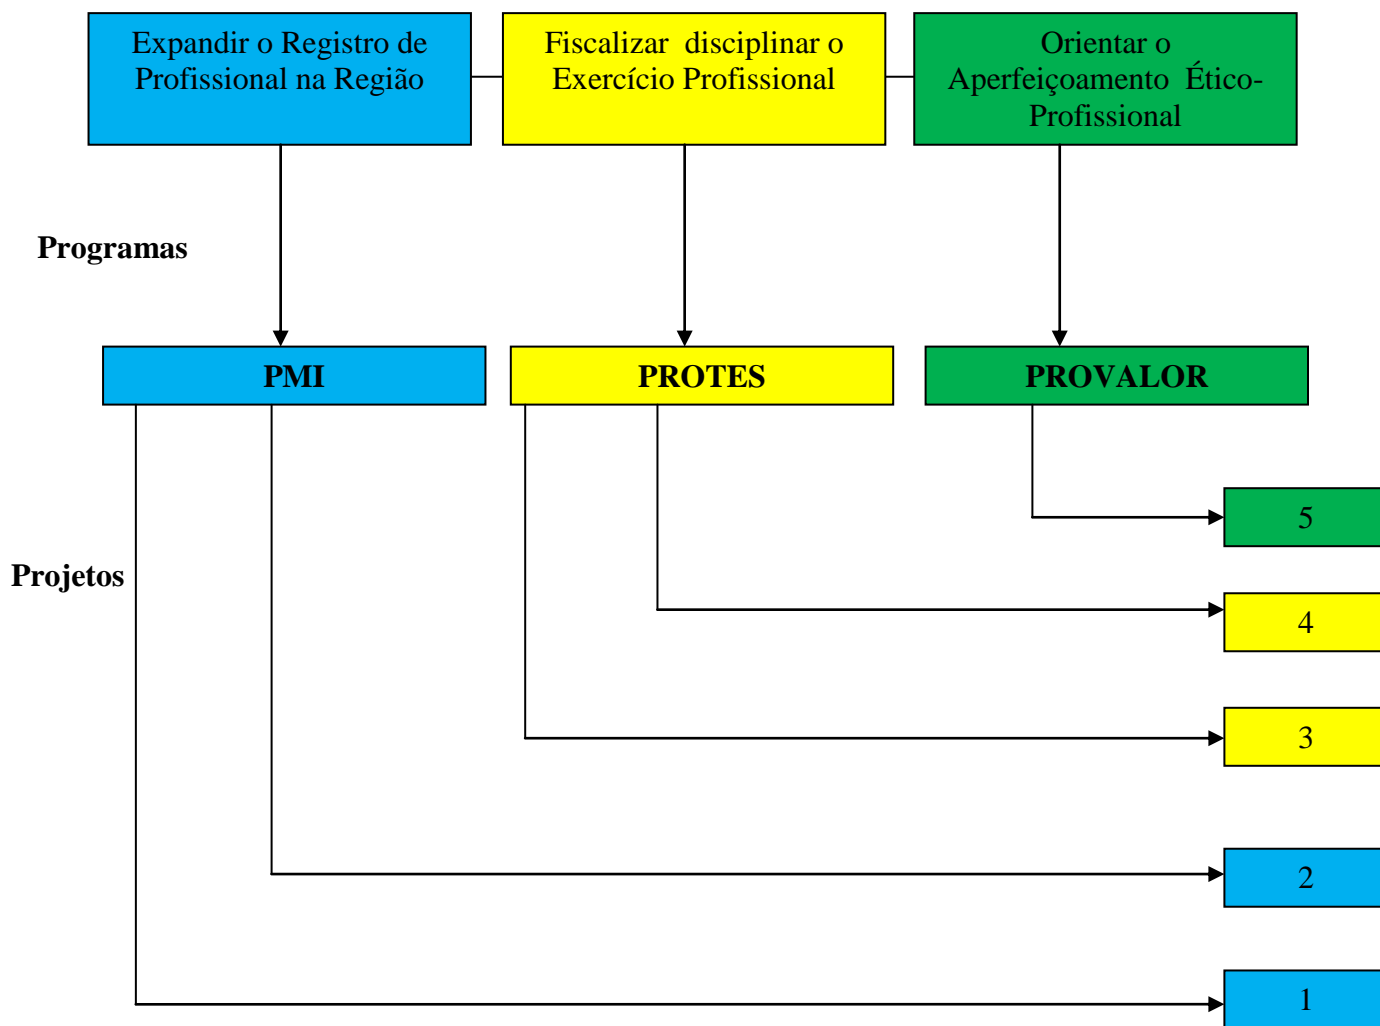 Expandir o Registro de
Profissional na Região
Fiscalizar  disciplinar o
Exercício Profissional
Orientar o
Aperfeiçoamento  Ético-
Profissional
Programas
PMI
PROTES
PROVALOR
5
Projetos
4
3
2
1